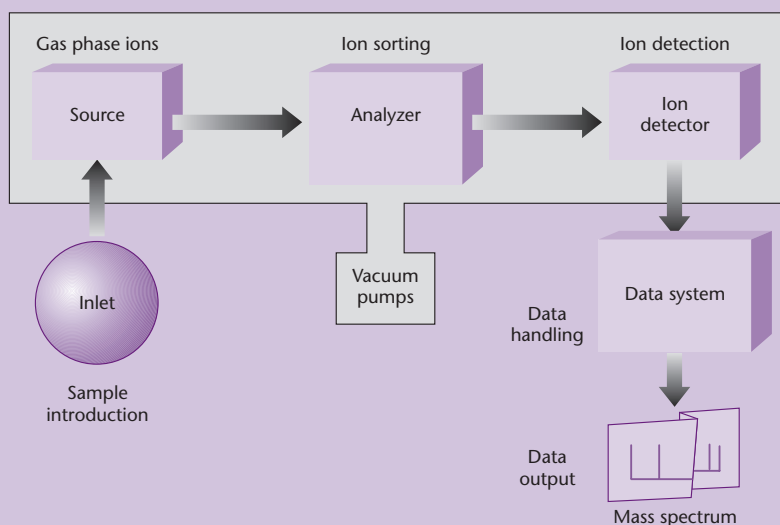 Gas phase ions
Ion sorting
Ion detection
Source
Analyzer
Ion
detector
Inlet
Vacuum
pumps
Data system
Data
handling
Sample
introduction
Data
output
Mass spectrum